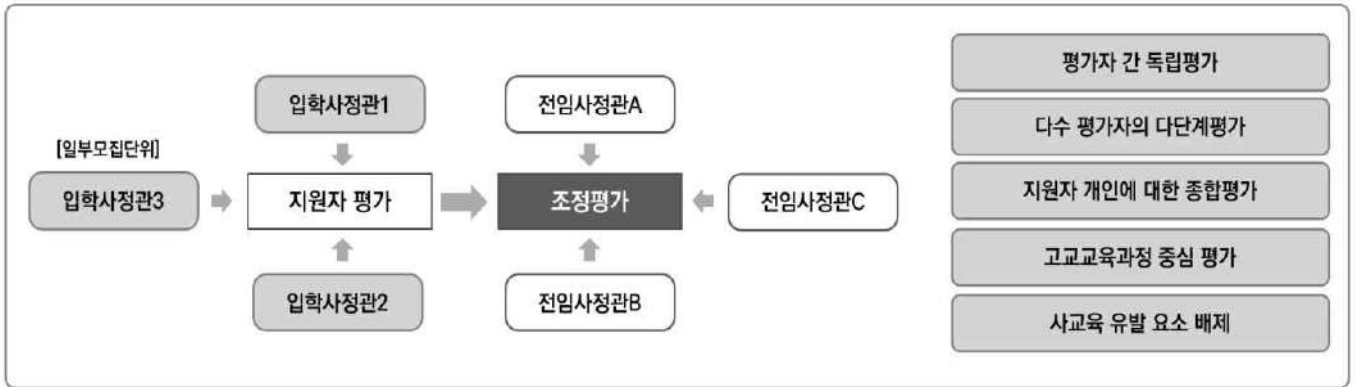 입학사정관1
전임사정관A
[일부모집단위]
입학사정관3
지원자 평가
조정평가
전임사정관C
입학사정관2
전임사정관B
평가자 간 독립평가
다수 평가자의 다단계평가
지원자 개인에 대한 종합평가
고교교육과정 중심 평가
사교육 유발 요소 배제